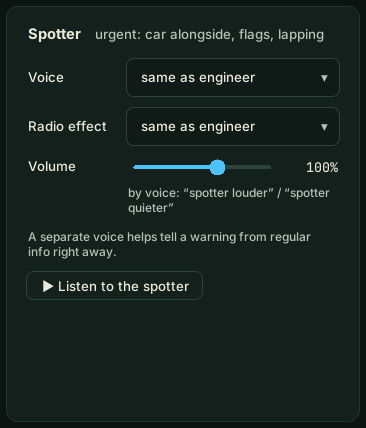 Spotter urgent: car alongside, flags, lapping
Voice same as engineer ▾
Radio effect same as engineer ▾
Volume 100%
by voice: “spotter louder” / “spotter
quieter”
A separate voice helps tell a warning from regular
info right away.
▶ Listen to the spotter